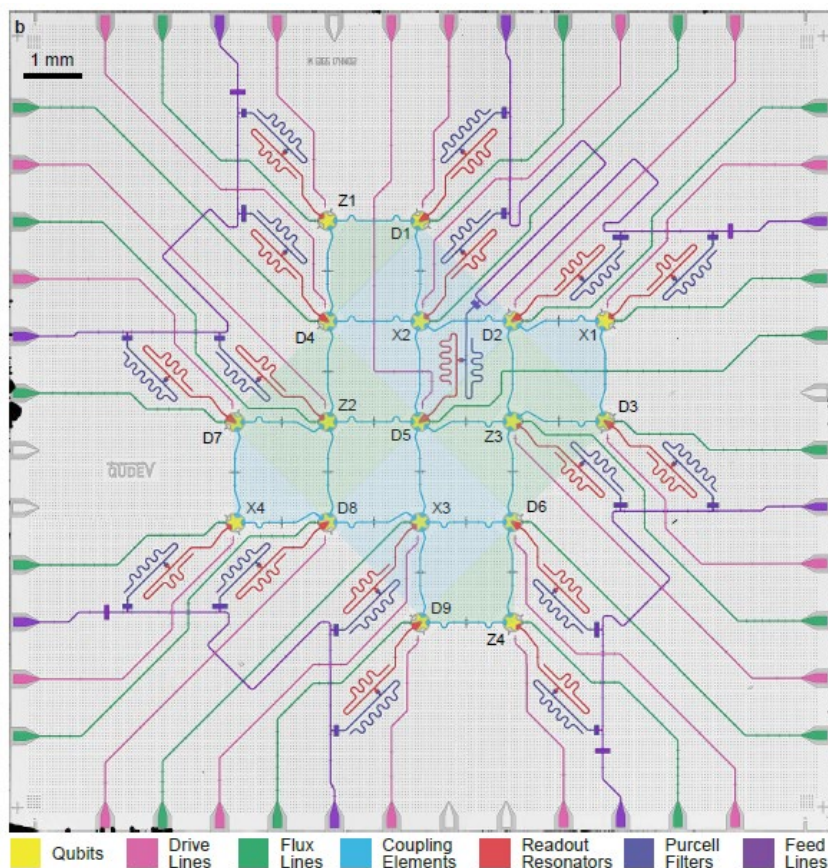 b
1 mm
Z1
D1
D4
X2
D2
X1
D7
Z2
D5
Z3
D3
QUDEV
X4
D8
X3
D6
D9
Z4
Qubits
Drive Lines
Flux Lines
Coupling Elements
Readout Resonators
Purcell Filters
Feed Lines